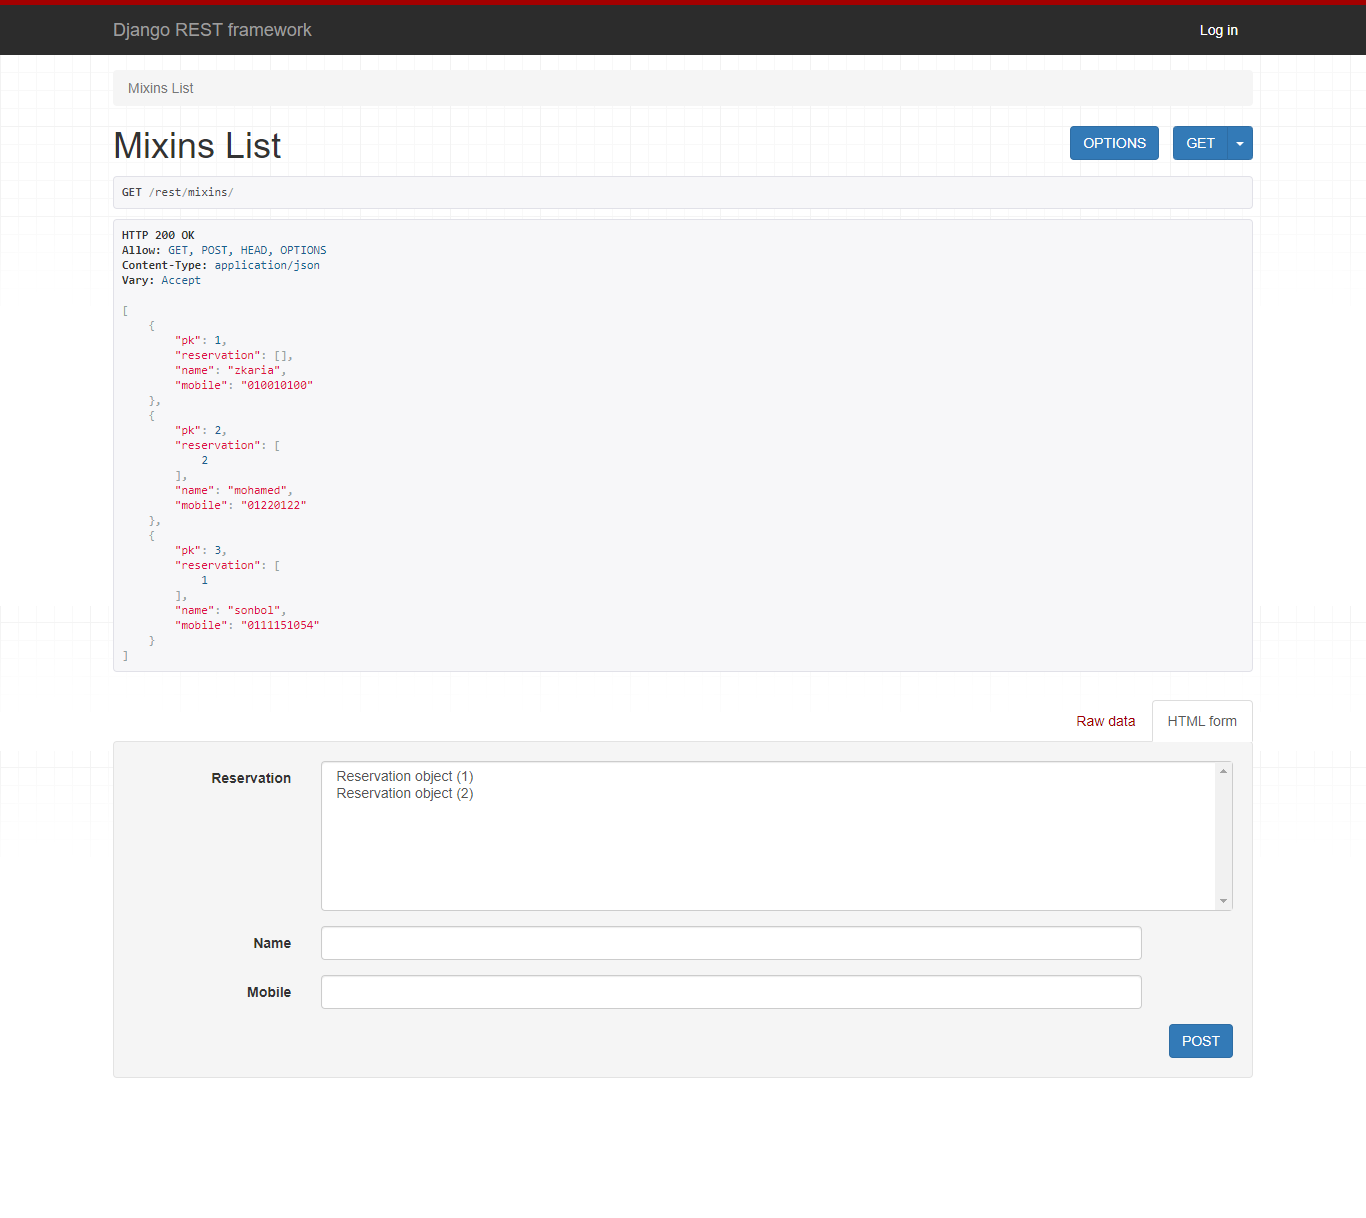 Django REST framework
Log in
Mixins List
Mixins List
OPTIONS
GET
GET /rest/mixins/
HTTP 200 OK
Allow: GET, POST, HEAD, OPTIONS
Content-Type: application/json
Vary: Accept
[
    {
        "pk": 1,
        "reservation": [],
        "name": "zkaria",
        "mobile": "010010100"
    },
    {
        "pk": 2,
        "reservation": [
            2
        ],
        "name": "mohamed",
        "mobile": "01220122"
    },
    {
        "pk": 3,
        "reservation": [
            1
        ],
        "name": "sonbol",
        "mobile": "0111151054"
    }
]
Raw data
HTML form
Reservation
Reservation object (1)
Reservation object (2)
Name
Mobile
POST